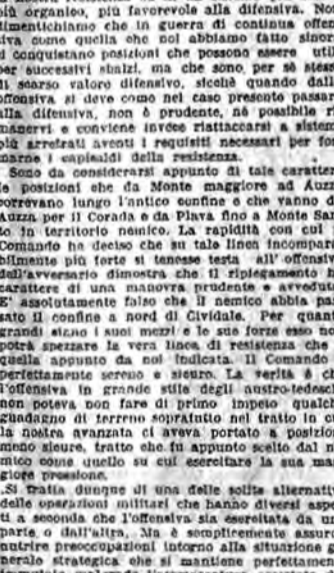 più organico, più favorevole alla difensiva. Non
dimentichiamo che in guerra di continua offen-
siva come quella che noi abbiamo fatto sinora
si conquistano posizioni che possono essere utili
per successivi sbalzi, ma che sono, per sè stesse
di scarso valore difensivo, sicchè quando dall'
offensiva si deve come nel caso presente passare
alla difensiva, non è prudente, nè possibile ri-
manervi e conviene invece riattaccarsi a sistemi
più arretrati aventi i requisiti necessari per for-
marne i capisaldi della resistenza.
Sono da considerarsi appunto di tale carattere
le posizioni che da Monte maggiore ad Auzza
correvano lungo l'antico confine e che vanno da
Auzza per il Corada e da Plava fino a Monte San-
to in territorio nemico. La rapidità con cui il
Comando ha deciso che su tale linea incompara-
bilmente più forte si tenesse testa all' offensiva
dell'avversario dimostra che il ripiegamento ha
carattere di una manovra prudente e avveduta.
E' assolutamente falso che il nemico abbia pas-
sato il confine a nord di Cividale. Per quanto
grandi siano i suoi mezzi e le sue forze esso non
potrà spezzare la vera linea di resistenza che è
quella appunto da noi indicata. Il Comando è
perfettamente sereno e sicuro. La verità è che
l'offensiva in grande stile degli austro-tedeschi
non poteva non fare di primo impeto qualche
guadagno di terreno sopratutto nel tratto in cui
la nostra avanzata ci aveva portato a posizioni
meno sicure, tratto che fu appunto scelto dal ne-
mico come quello su cui esercitare la sua mag-
giore pressione.
Si tratta dunque di una delle solite alternative
delle operazioni militari che hanno diversi aspet-
ti a seconda che l'offensiva sia esercitata da una
parte o dall'altra. Ma è semplicemente assurdo
nutrire preoccupazioni intorno alla situazione ge-
nerale strategica che si mantiene perfettamente